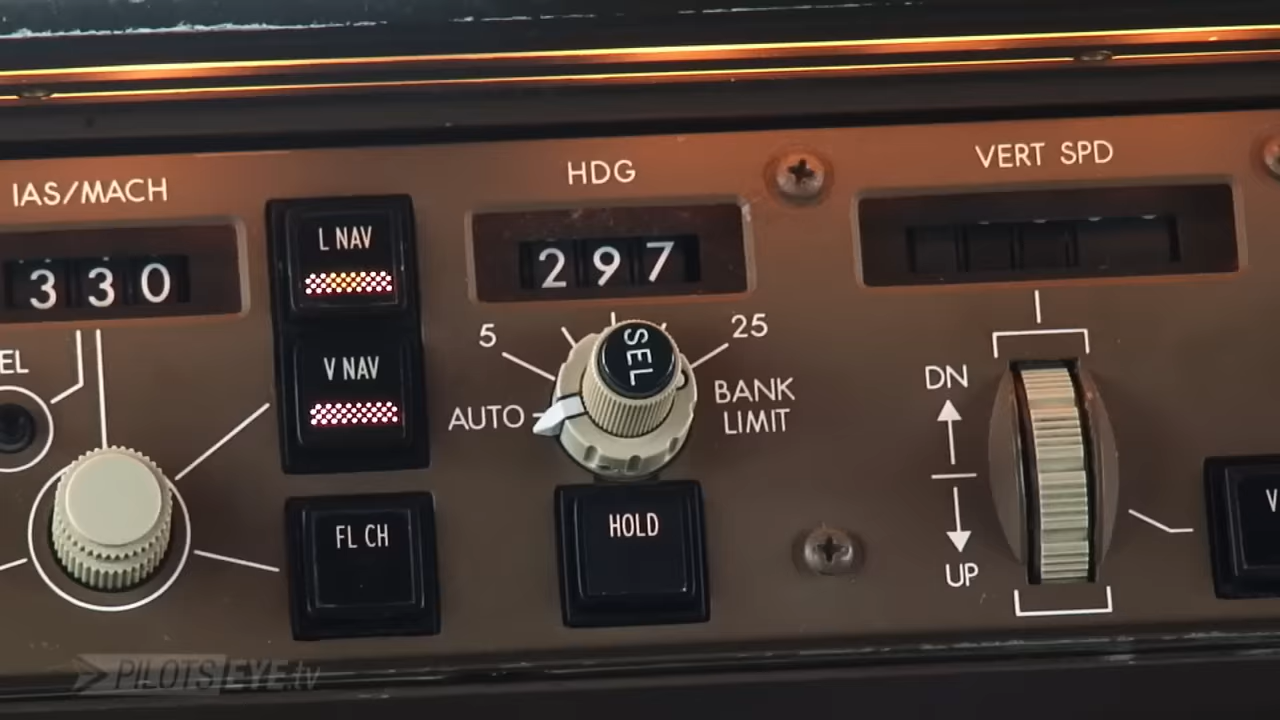 IAS/MACH
HDG
VERT SPD
L NAV
330
297
5
25
SEL
EL
V NAV
DN
AUTO
BANK
LIMIT
FL CH
HOLD
V
UP
PILOTSEYE.tv